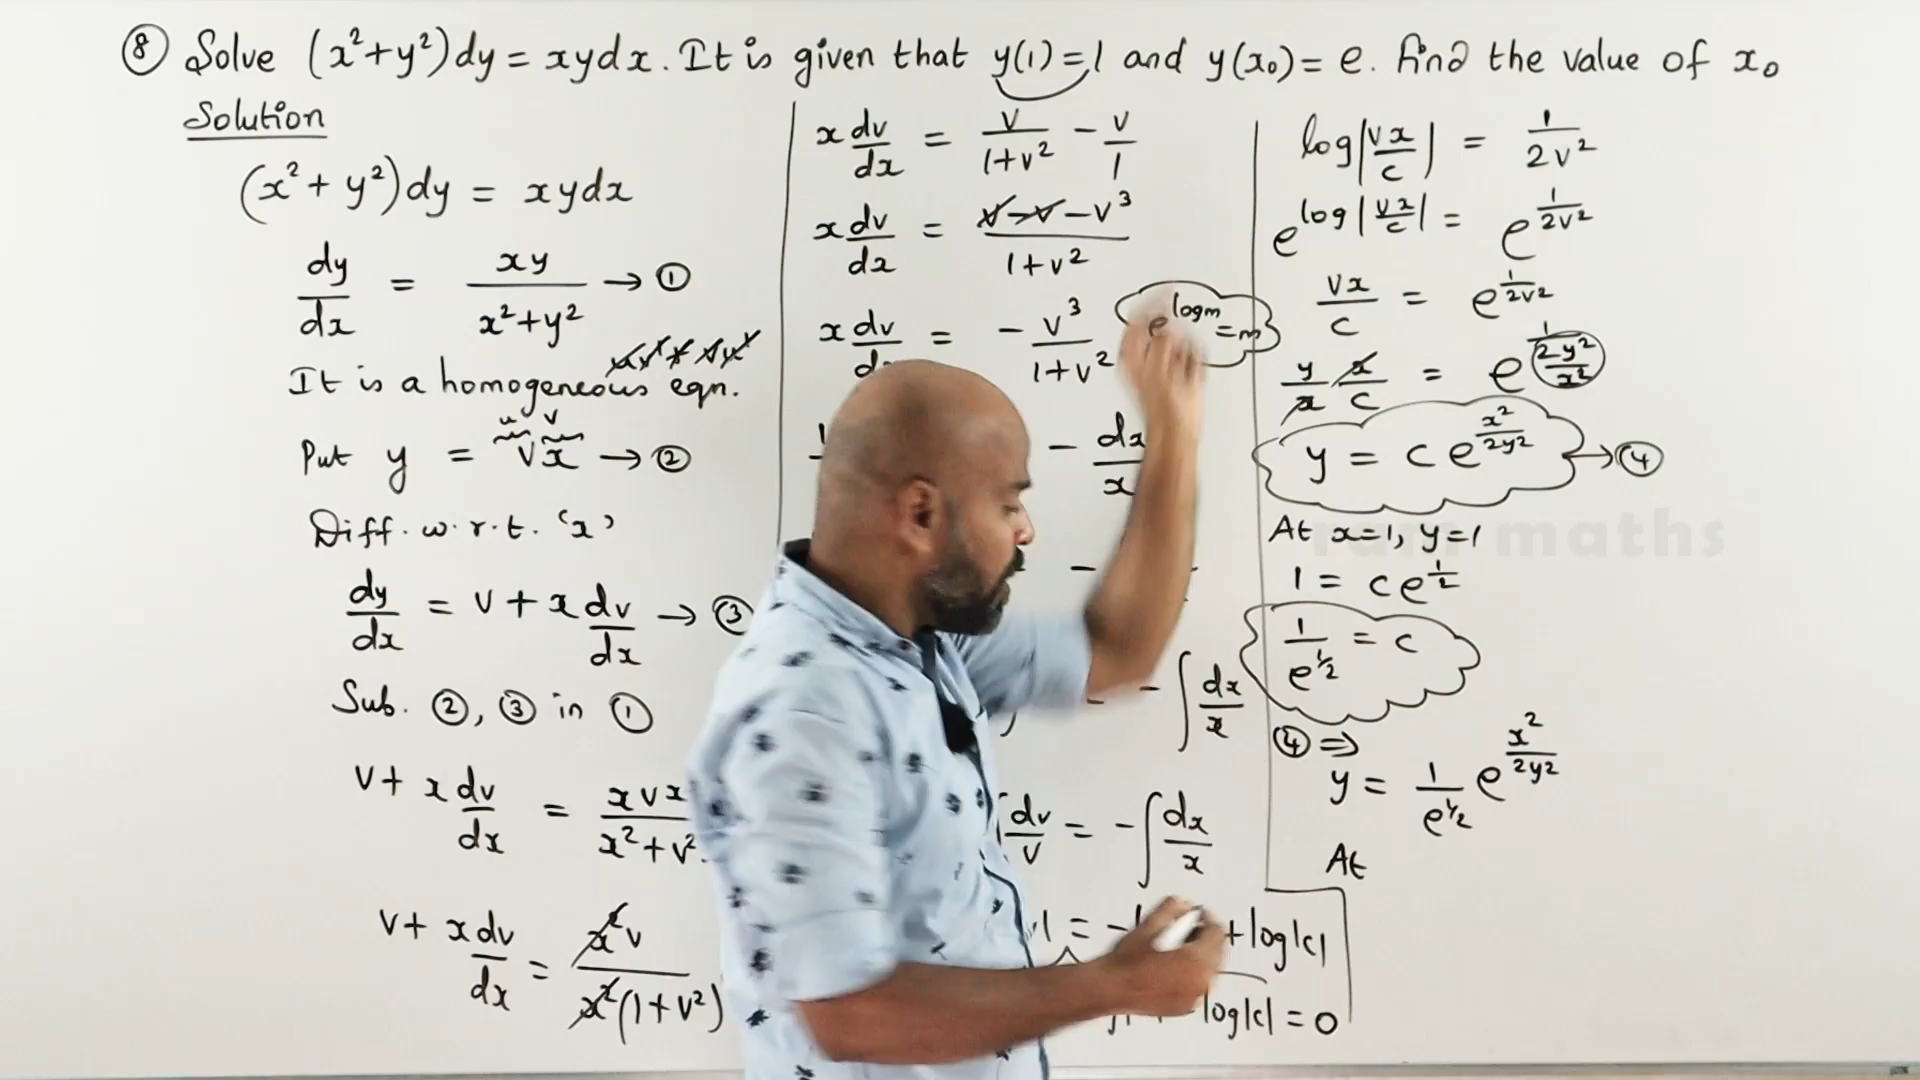 ⑧ Solve (x²+y²)dy = xydx. It is given that y(1)=1 and y(x₀)= e. Find the value of x₀
Solution
(x²+y²)dy = xydx
dy/dx = xy/(x²+y²) → ①
It is a homogeneous eqn.
u v
Put y = vx → ②
Diff. w.r.t. 'x'
dy/dx = v + x dv/dx → ③
Sub. ②, ③ in ①
v + x dv/dx = xvx/x²+v²
v + x dv/dx = x²v/x²(1+v²)
x dv/dx = v/(1+v²) - v/1
x dv/dx = (v-v-v³)/(1+v²)
x dv/dx = -v³/(1+v²)
e^(log m) = m
- dx/x
- ∫dx/x
∫dv/v = -∫dx/x
= - +log|c|
log|c| = 0
log|vx/c| = 1/2v²
e^(log|vx/c|) = e^(1/2v²)
vx/c = e^(1/2v²)
y/x x/c = e^(1/(2y²/x²))
y = c e^(x²/2y²) → ④
At x=1, y=1
1 = c e^(1/2)
1/e^(1/2) = c
④ ⇒
y = 1/e^(1/2) e^(x²/2y²)
At
ram maths